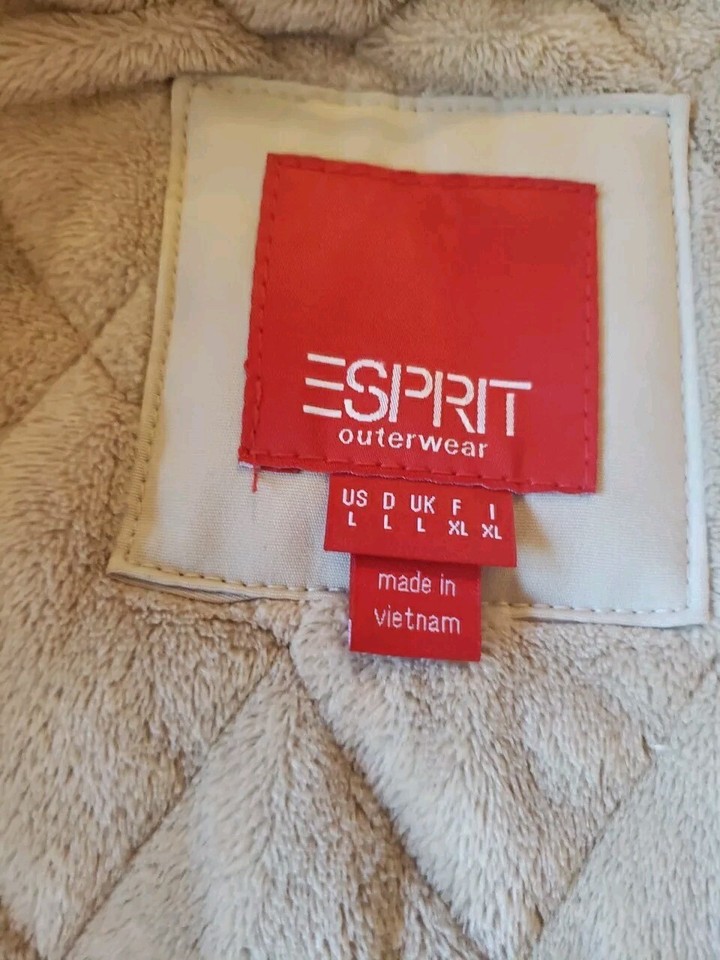 ESPRIT
outerwear
US D UK F I
L L L XL XL
made in
vietnam